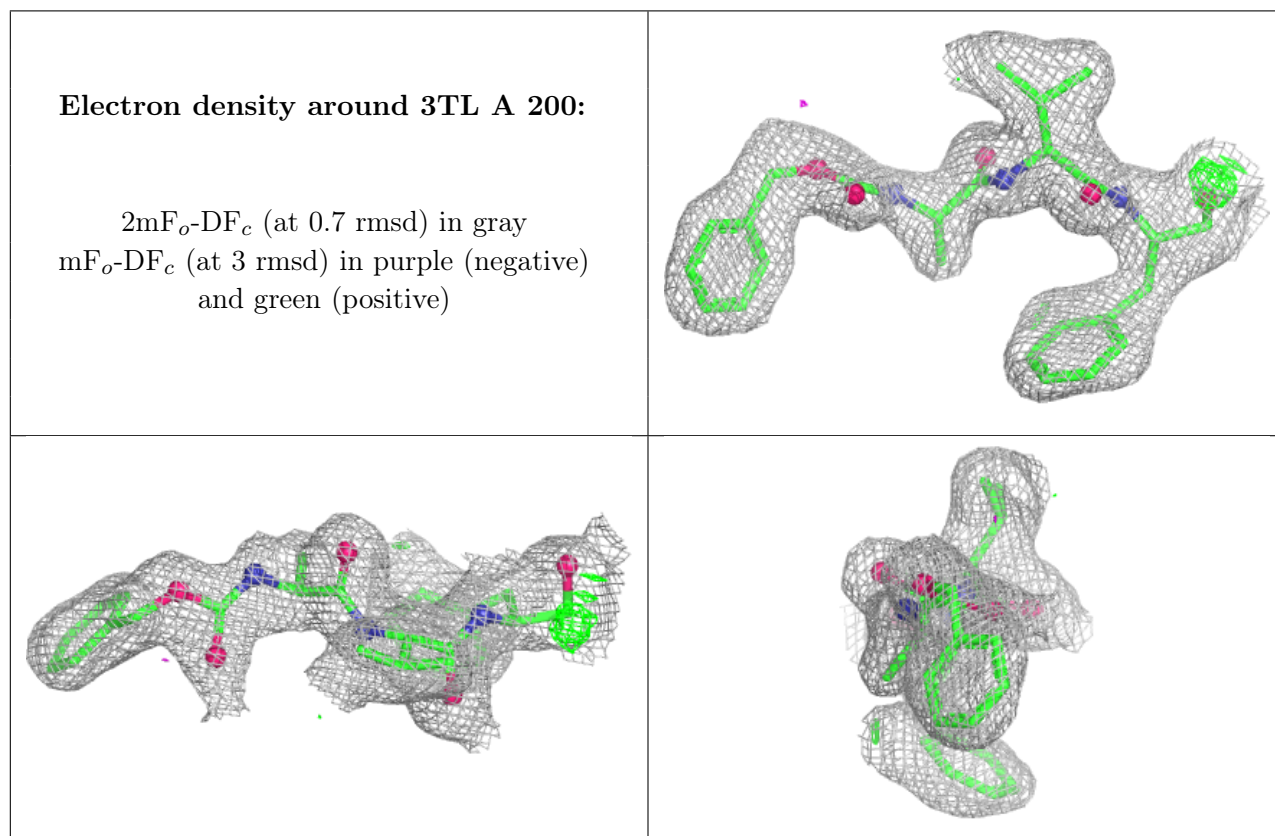 Electron density around 3TL A 200:
2mFo-DFc (at 0.7 rmsd) in gray
mFo-DFc (at 3 rmsd) in purple (negative)
and green (positive)